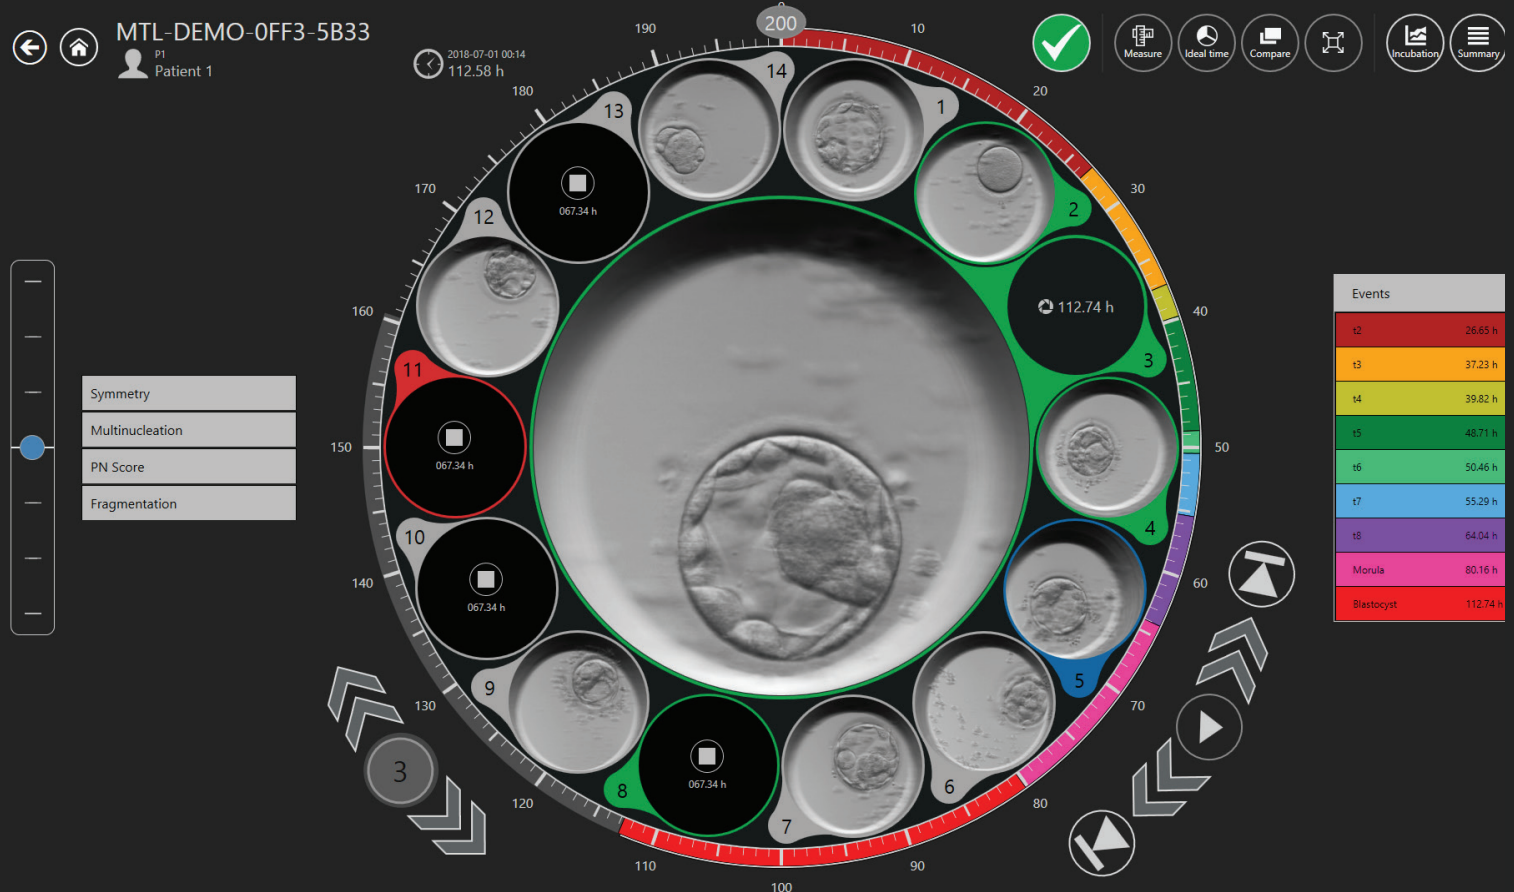 MTL-DEMO-0FF3-5B33
P1
Patient 1
2018-07-01 00:14
112.58 h
Measure
Ideal time
Compare
Incubation
Summary
0
200
10
20
30
40
50
60
70
80
90
100
110
120
130
140
150
160
170
180
190
1
2
3
112.74 h
4
5
6
7
8
067.34 h
9
10
067.34 h
11
067.34 h
12
13
067.34 h
14
Symmetry
Multinucleation
PN Score
Fragmentation
3
Events
t2 26.65 h
t3 37.23 h
t4 39.82 h
t5 48.71 h
t6 50.46 h
t7 55.29 h
t8 64.04 h
Morula 80.16 h
Blastocyst 112.74 h